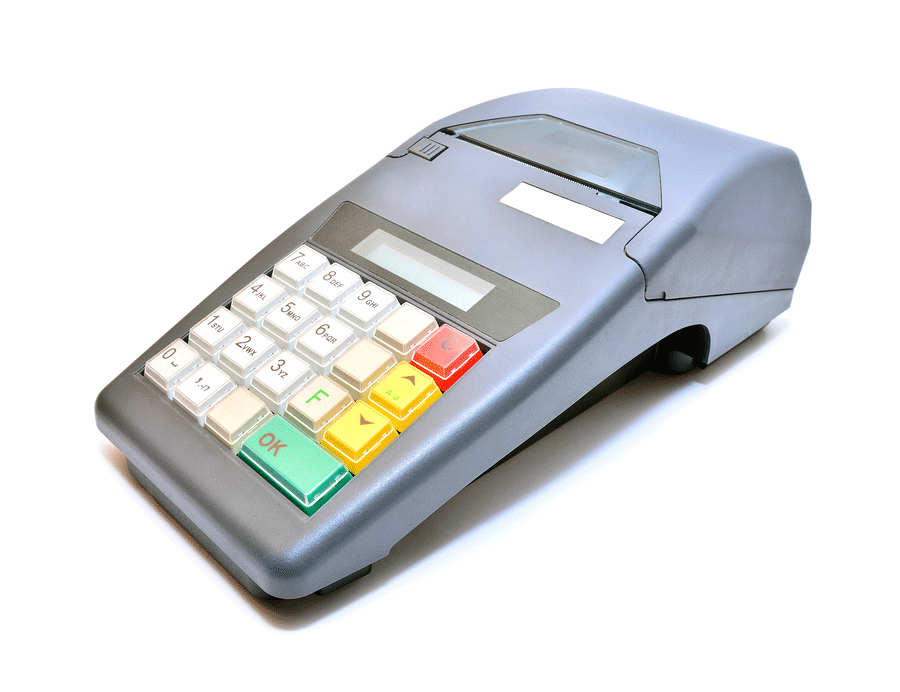 7ABC 8DEF 9GHI C
4JKL 5MNO 6PQR
1STU 2VWX 3YZ F
0
OK